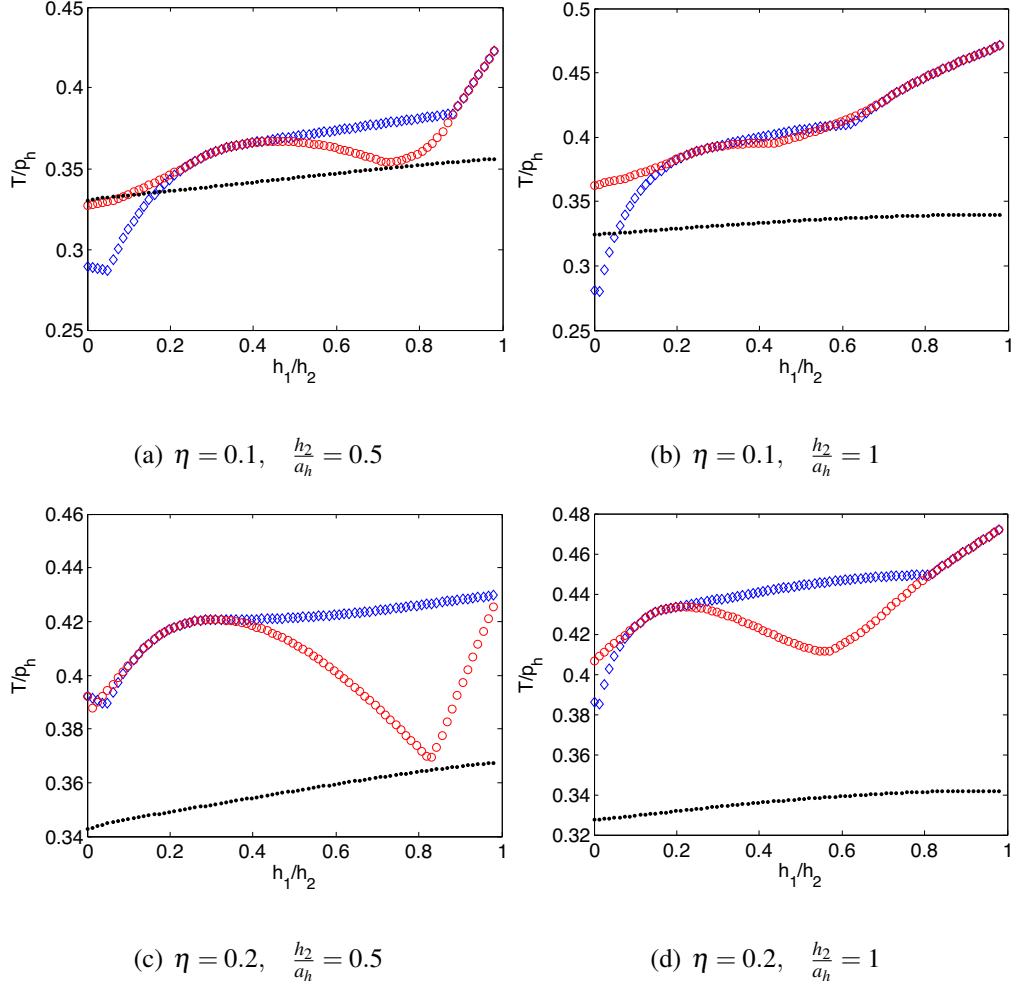 0.45
0.4
0.35
0.3
0.25
T/p_h
0 0.2 0.4 0.6 0.8 1
h_1/h_2
(a) η = 0.1, h_2/a_h = 0.5
0.5
0.45
0.4
0.35
0.3
0.25
T/p_h
0 0.2 0.4 0.6 0.8 1
h_1/h_2
(b) η = 0.1, h_2/a_h = 1
0.46
0.44
0.42
0.4
0.38
0.36
0.34
T/p_h
0 0.2 0.4 0.6 0.8 1
h_1/h_2
(c) η = 0.2, h_2/a_h = 0.5
0.48
0.46
0.44
0.42
0.4
0.38
0.36
0.34
0.32
T/p_h
0 0.2 0.4 0.6 0.8 1
h_1/h_2
(d) η = 0.2, h_2/a_h = 1